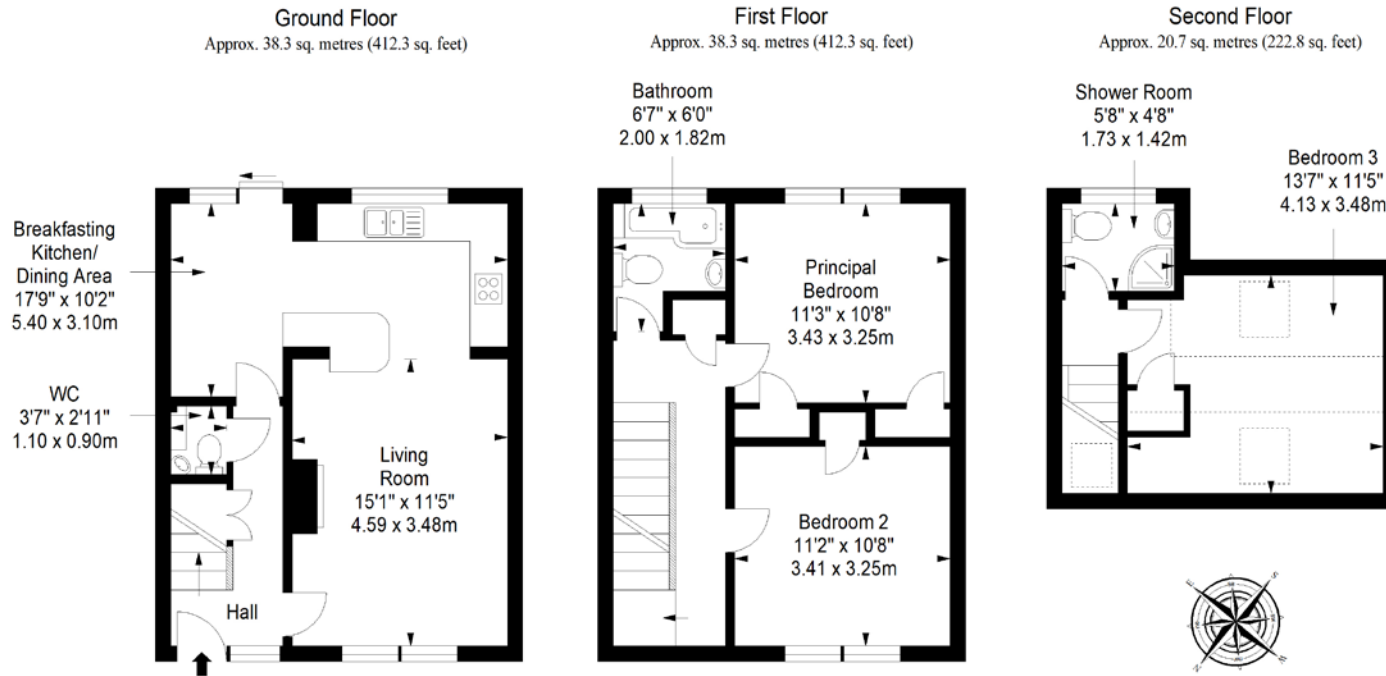 Ground Floor
Approx. 38.3 sq. metres (412.3 sq. feet)
Breakfasting
Kitchen/
Dining Area
17'9" x 10'2"
5.40 x 3.10m
WC
3'7" x 2'11"
1.10 x 0.90m
Living
Room
15'1" x 11'5"
4.59 x 3.48m
Hall
First Floor
Approx. 38.3 sq. metres (412.3 sq. feet)
Bathroom
6'7" x 6'0"
2.00 x 1.82m
Principal
Bedroom
11'3" x 10'8"
3.43 x 3.25m
Bedroom 2
11'2" x 10'8"
3.41 x 3.25m
Second Floor
Approx. 20.7 sq. metres (222.8 sq. feet)
Shower Room
5'8" x 4'8"
1.73 x 1.42m
Bedroom 3
13'7" x 11'5"
4.13 x 3.48m
E
S
N
W